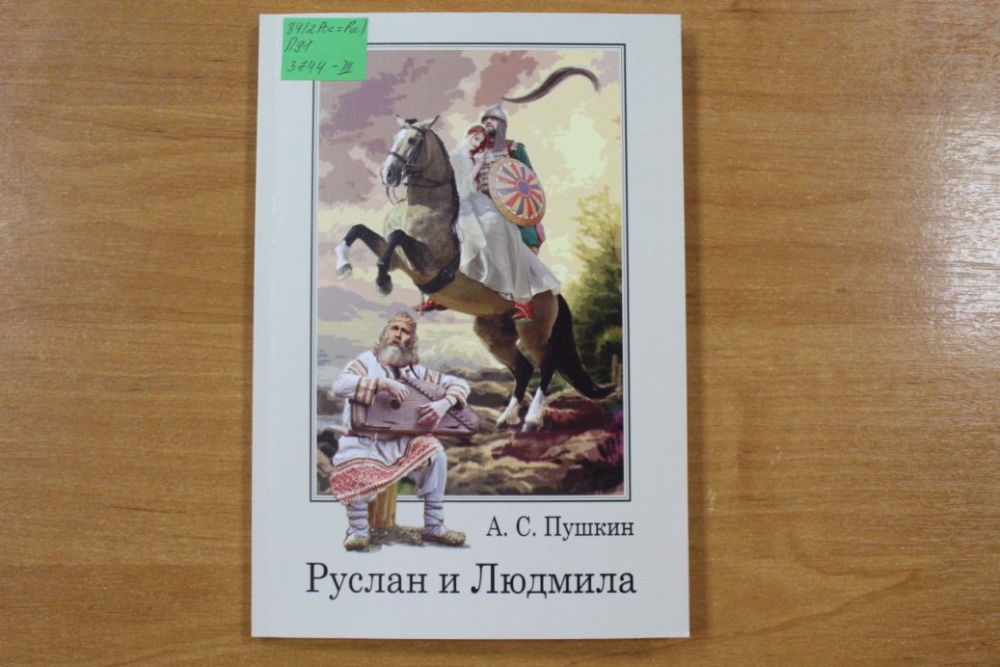 84(2Рос=Рус)
П91
3744-III
А. С. Пушкин
Руслан и Людмила